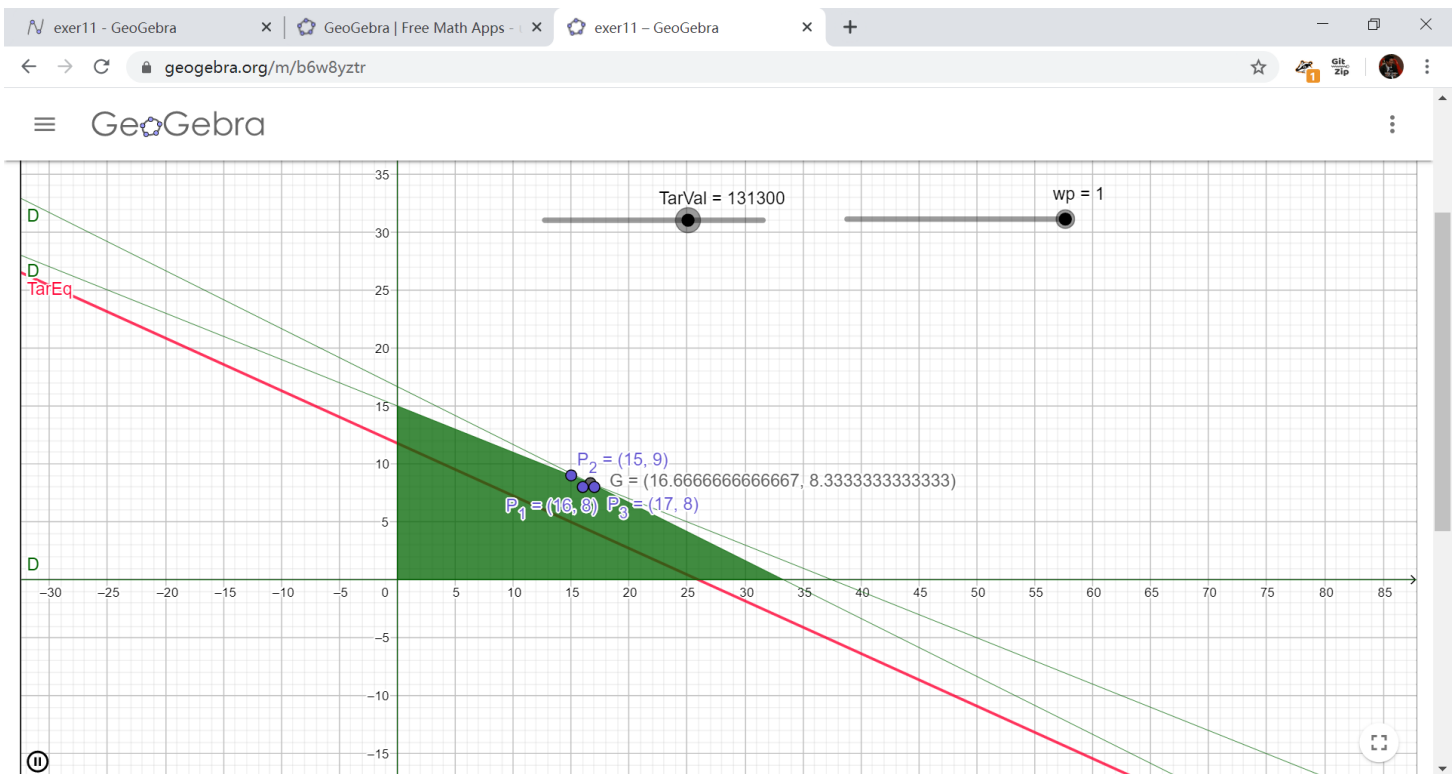 exer11 - GeoGebra
GeoGebra | Free Math Apps -
exer11 – GeoGebra
geogebra.org/m/b6w8yztr
Git
Zip
1
GeoGebra
TarVal = 131300
wp = 1
D
D
TarEq
D
35
30
25
20
15
10
5
0
−5
−10
−15
P2 = (15, 9)
G = (16.6666666666667, 8.3333333333333)
P1 = (16, 8) P3 = (17, 8)
−30 −25 −20 −15 −10 −5 0 5 10 15 20 25 30 35 40 45 50 55 60 65 70 75 80 85